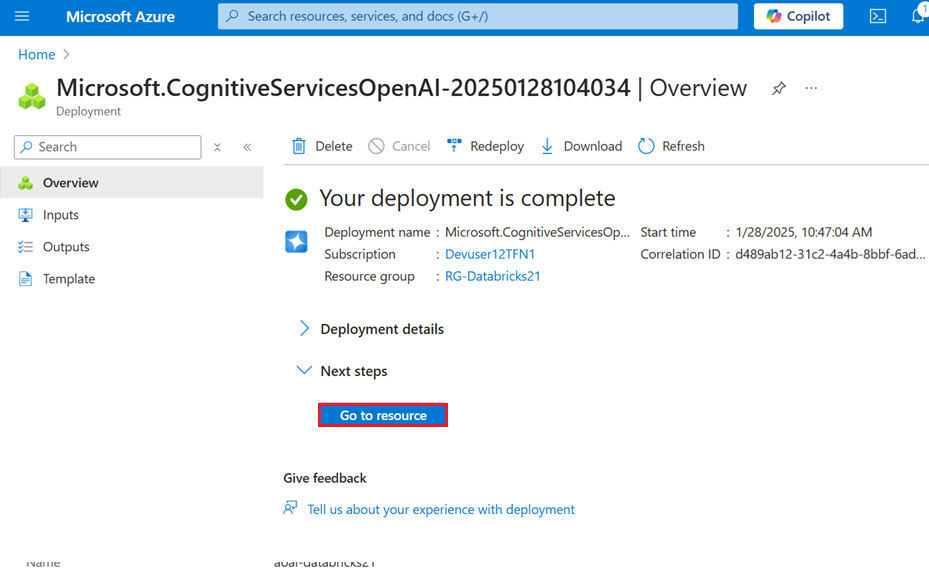 Microsoft Azure
Search resources, services, and docs (G+/)
Copilot
1
Home
Microsoft.CognitiveServicesOpenAI-20250128104034 | Overview
Deployment
Search
Delete
Cancel
Redeploy
Download
Refresh
Overview
Inputs
Outputs
Template
Your deployment is complete
Deployment name : Microsoft.CognitiveServicesOp...
Subscription : Devuser12TFN1
Resource group : RG-Databricks21
Start time : 1/28/2025, 10:47:04 AM
Correlation ID : d489ab12-31c2-4a4b-8bbf-6ad...
Deployment details
Next steps
Go to resource
Give feedback
Tell us about your experience with deployment
Name aoai-databricks21